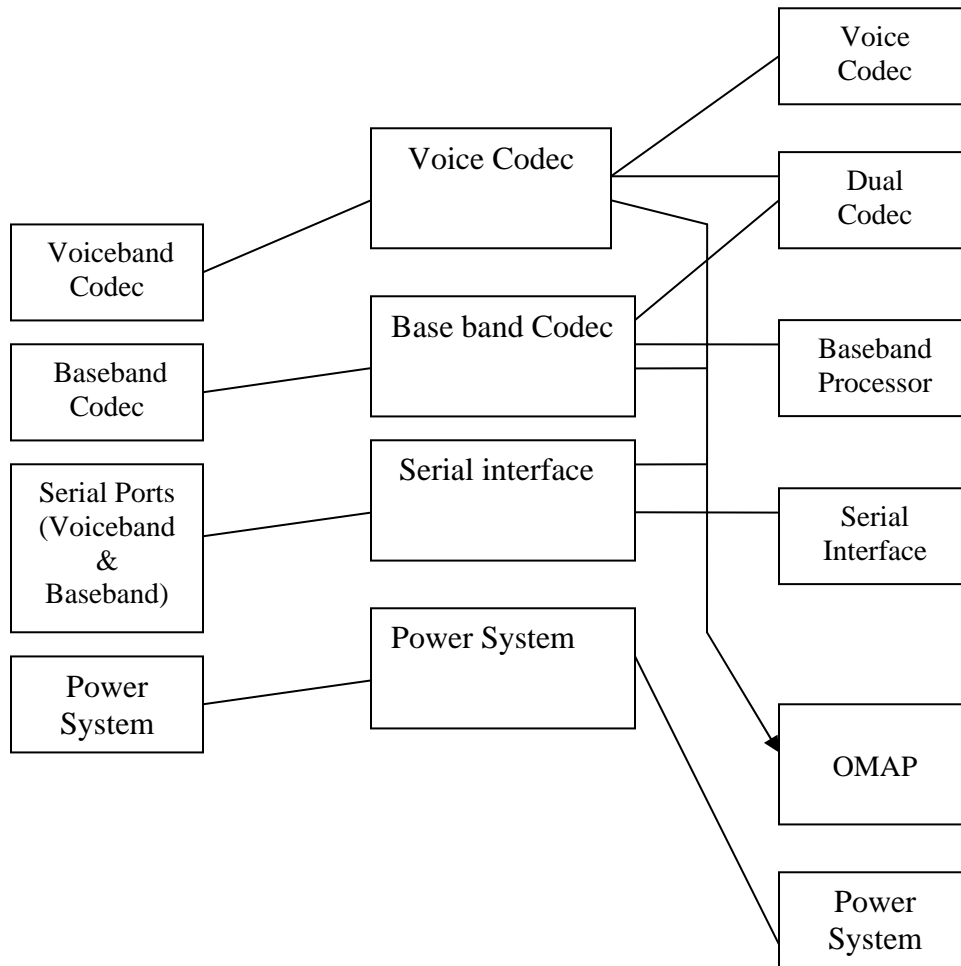 Voiceband
Codec
Baseband
Codec
Serial Ports
(Voiceband
&
Baseband)
Power
System
Voice Codec
Base band Codec
Serial interface
Power System
Voice
Codec
Dual
Codec
Baseband
Processor
Serial
Interface
OMAP
Power
System